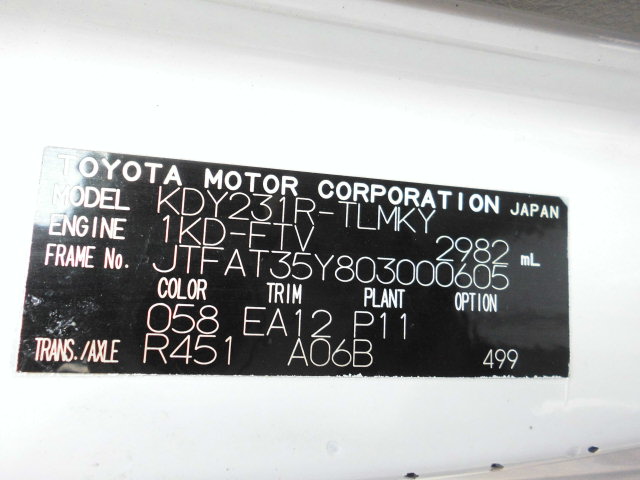 TOYOTA MOTOR CORPORATION JAPAN
MODEL KDY231R-TLMKY
ENGINE 1KD-FTV 2982 mL
FRAME No. JTFAT35Y803000605
COLOR TRIM PLANT OPTION
058 EA12 P11
TRANS./AXLE R451 A06B 499